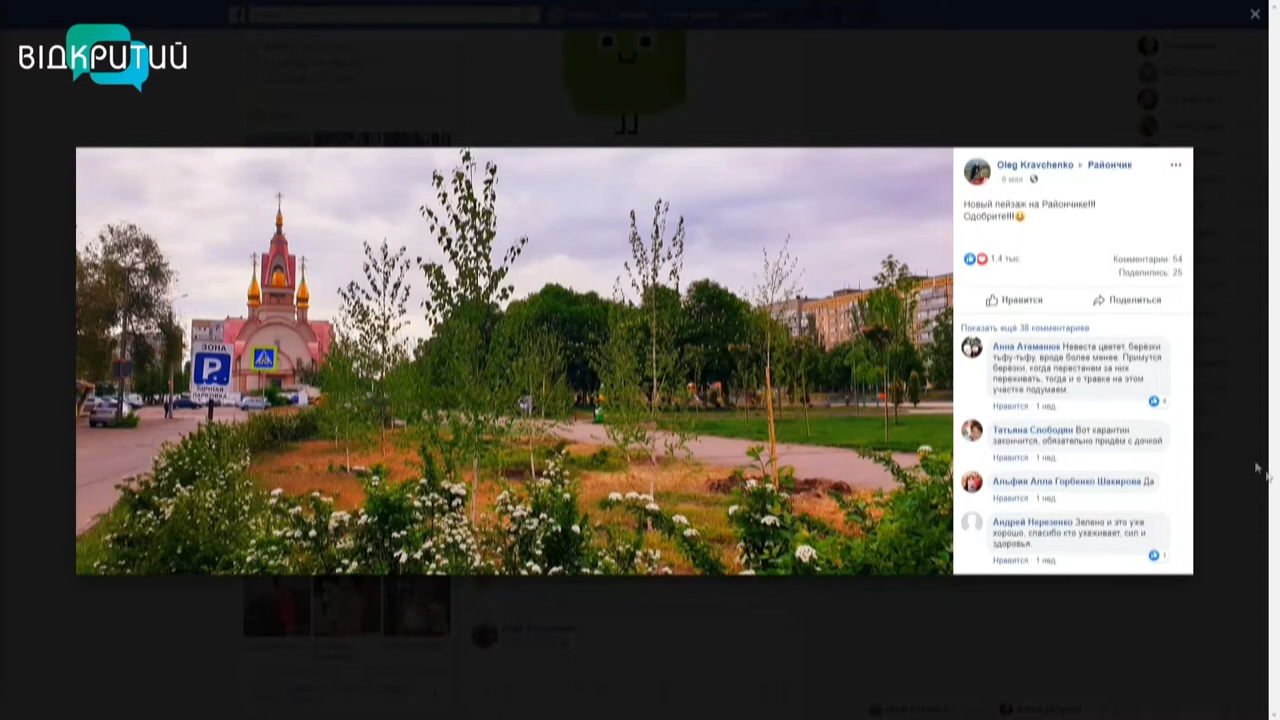 ВІДКРИТИЙ
Oleg Kravchenko ▸ Райончик
6 мая
Новый пейзаж на Райончике!!!
Одобрите!!!😀
1,4 тыс.
Комментарии: 54
Поделились: 25
Нравится
Поделиться
Показать ещё 38 комментариев
Анна Атаманюк Невеста цветет, берёзки
тьфу-тьфу, вроде более менее. Примутся
берёзки, когда перестанем за них
переживать, тогда и о травке на этом
участке подумаем
4
Нравится 1 нед.
Татьяна Слободян Вот карантин
закончится, обязательно придём с дочкой
Нравится 1 нед.
Альфия Алла Горбенко Шакирова Да
Нравится 1 нед.
Андрей Нерезенко Зелено и это уже
хорошо, спасибо кто ухаживает, сил и
здоровья.
1
Нравится 1 нед.
ЗОНА
P